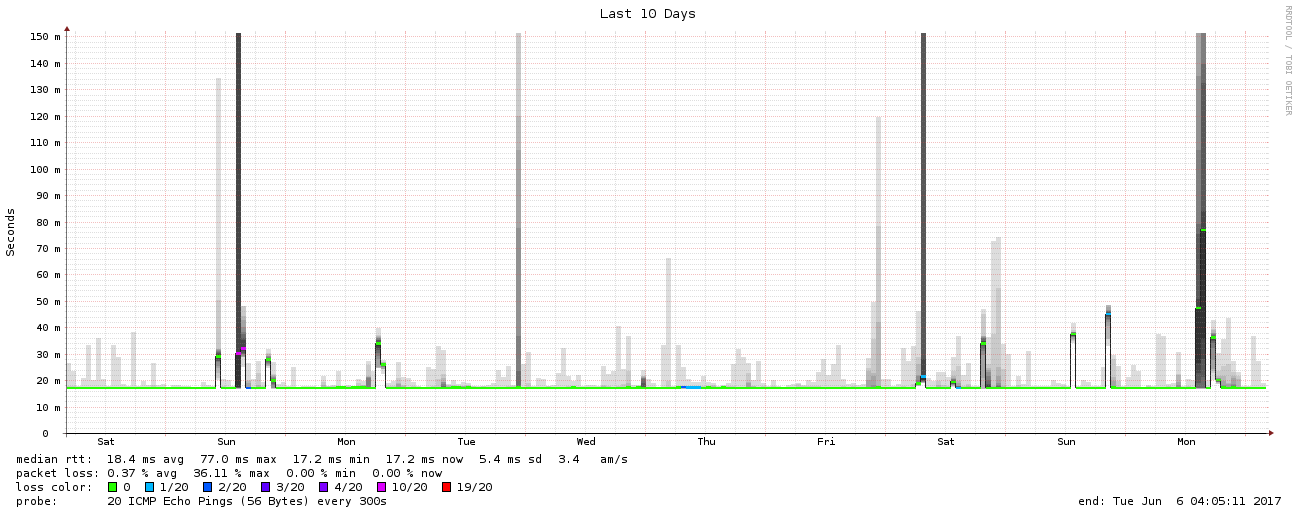 Last 10 Days
RRDTOOL / TOBI OETIKER
Seconds
150 m
140 m
130 m
120 m
110 m
100 m
90 m
80 m
70 m
60 m
50 m
40 m
30 m
20 m
10 m
0
Sat Sun Mon Tue Wed Thu Fri Sat Sun Mon
median rtt: 18.4 ms avg 77.0 ms max 17.2 ms min 17.2 ms now 5.4 ms sd 3.4 am/s
packet loss: 0.37 % avg 36.11 % max 0.00 % min 0.00 % now
loss color: 0 1/20 2/20 3/20 4/20 10/20 19/20
probe: 20 ICMP Echo Pings (56 Bytes) every 300s end: Tue Jun 6 04:05:11 2017